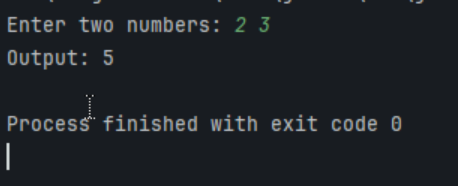 Enter two numbers: 2 3
Output: 5
Process finished with exit code 0